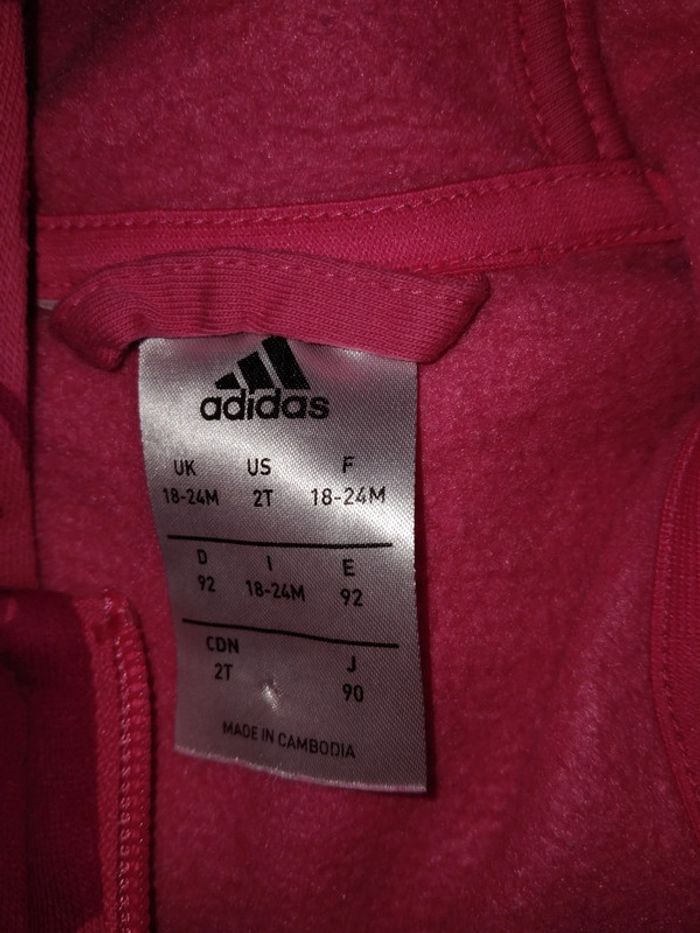 adidas
UK US F
18-24M 2T 18-24M
D I E
92 18-24M 92
CDN J
2T 90
MADE IN CAMBODIA